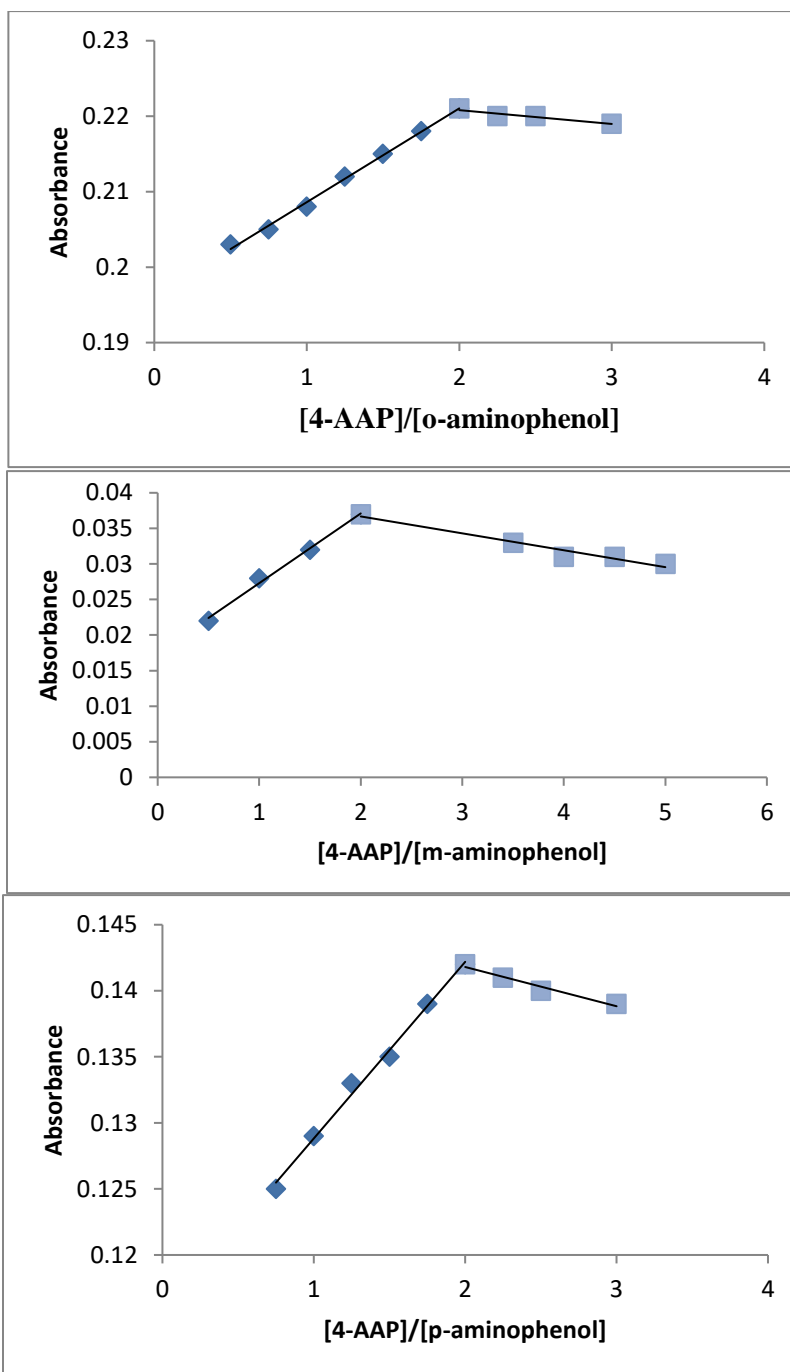 0.23
0.22
0.21
0.2
0.19
Absorbance
0 1 2 3 4
[4-AAP]/[o-aminophenol]
0.04
0.035
0.03
0.025
0.02
0.015
0.01
0.005
0
Absorbance
0 1 2 3 4 5 6
[4-AAP]/[m-aminophenol]
0.145
0.14
0.135
0.13
0.125
0.12
Absorbance
0 1 2 3 4
[4-AAP]/[p-aminophenol]